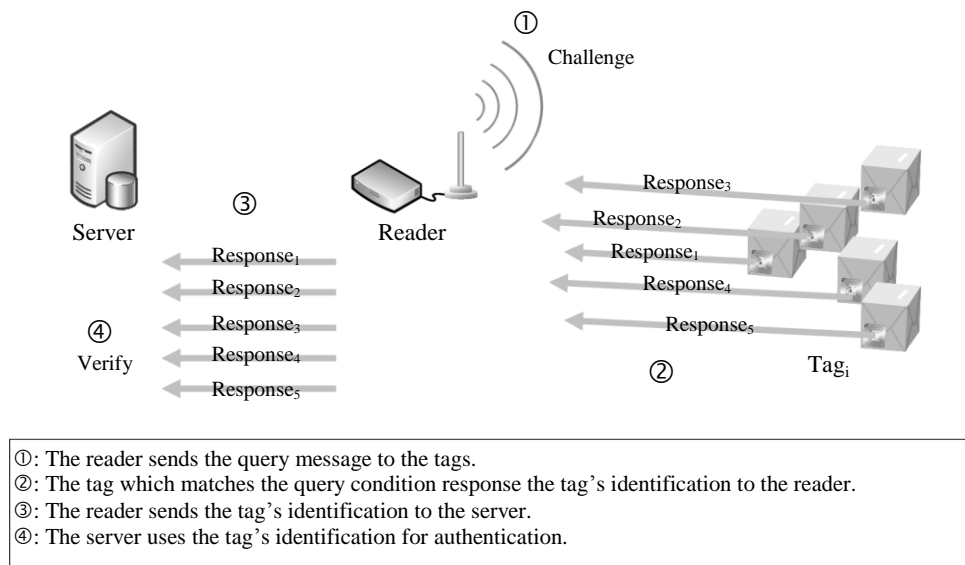 ①
Challenge
Response₃
③
Response₂
Server
Reader
Response₁
Response₁
Response₂
Response₄
Response₃
Response₅
④
Response₄
Verify
②
Tagᵢ
Response₅
①: The reader sends the query message to the tags.
②: The tag which matches the query condition response the tag's identification to the reader.
③: The reader sends the tag's identification to the server.
④: The server uses the tag's identification for authentication.